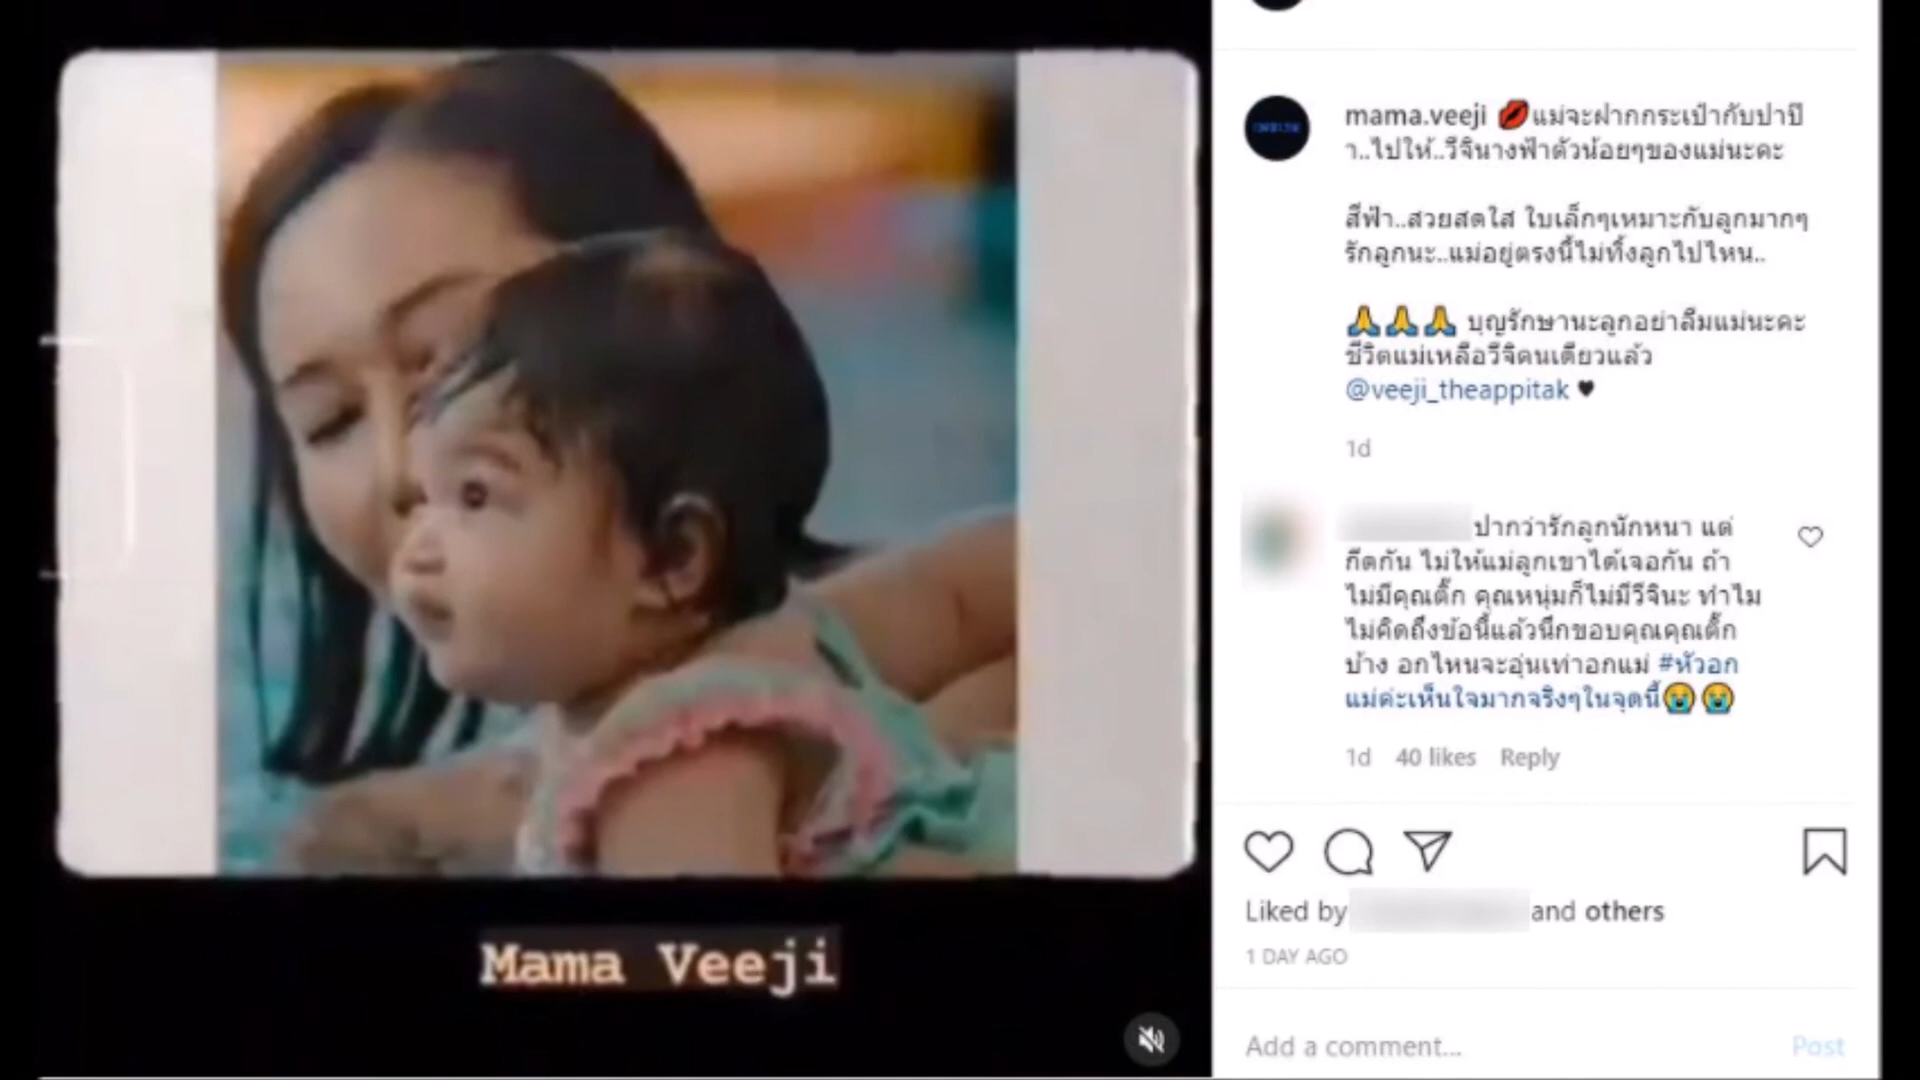 Mama Veeji
mama.veeji 💋แม่จะฝากกระเป๋ากับปาปี๊
า..ไปให้..วีจินางฟ้าตัวน้อยๆของแม่นะคะ
สีฟ้า..สวยสดใส ใบเล็กๆเหมาะกับลูกมากๆ
รักลูกนะ..แม่อยู่ตรงนี้ไม่ทิ้งลูกไปไหน..
🙏🙏🙏 บุญรักษานะลูกอย่าลืมแม่นะคะ
ชีวิตแม่เหลือวีจิคนเดียวแล้ว
@veeji_theappitak ♥
1d
ปากว่ารักลูกนักหนา แต่
กีดกัน ไม่ให้แม่ลูกเขาได้เจอกัน ถ้า
ไม่มีคุณติ๊ก คุณหนุ่มก็ไม่มีวีจินะ ทำไม
ไม่คิดถึงข้อนี้แล้วนึกขอบคุณคุณติ๊ก
บ้าง อกไหนจะอุ่นเท่าอกแม่ #หัวอก
แม่ค่ะเห็นใจมากจริงๆในจุดนี้😭😭
1d 40 likes Reply
Liked by and others
1 DAY AGO
Add a comment... Post